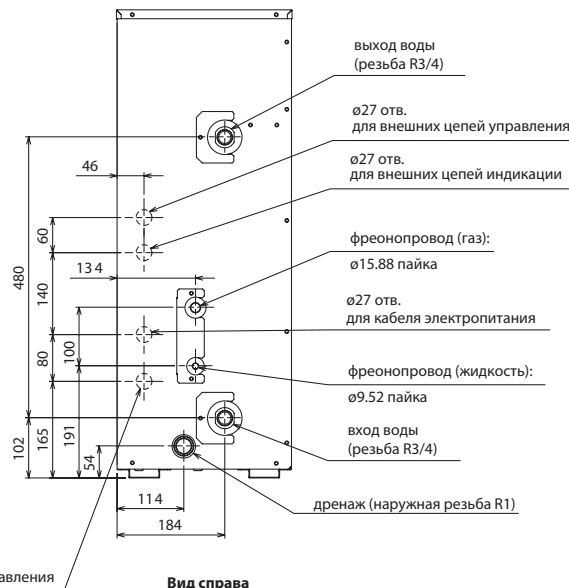 выход воды
(резьба R3/4)
ø27 отв.
для внешних цепей управления
ø27 отв.
для внешних цепей индикации
46
60
480
134
фреонопровод (газ):
ø15.88 пайка
140
ø27 отв.
для кабеля электропитания
100
80
фреонопровод (жидкость):
ø9.52 пайка
102
165
191
54
вход воды
(резьба R3/4)
114
дренаж (наружная резьба R1)
184
авления
Вид справа